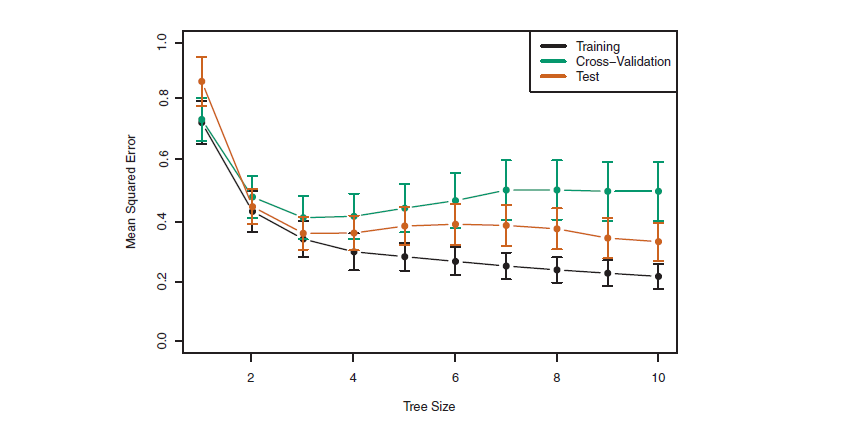 Training
Cross−Validation
Test
1.0
0.8
0.6
0.4
0.2
0.0
Mean Squared Error
2 4 6 8 10
Tree Size